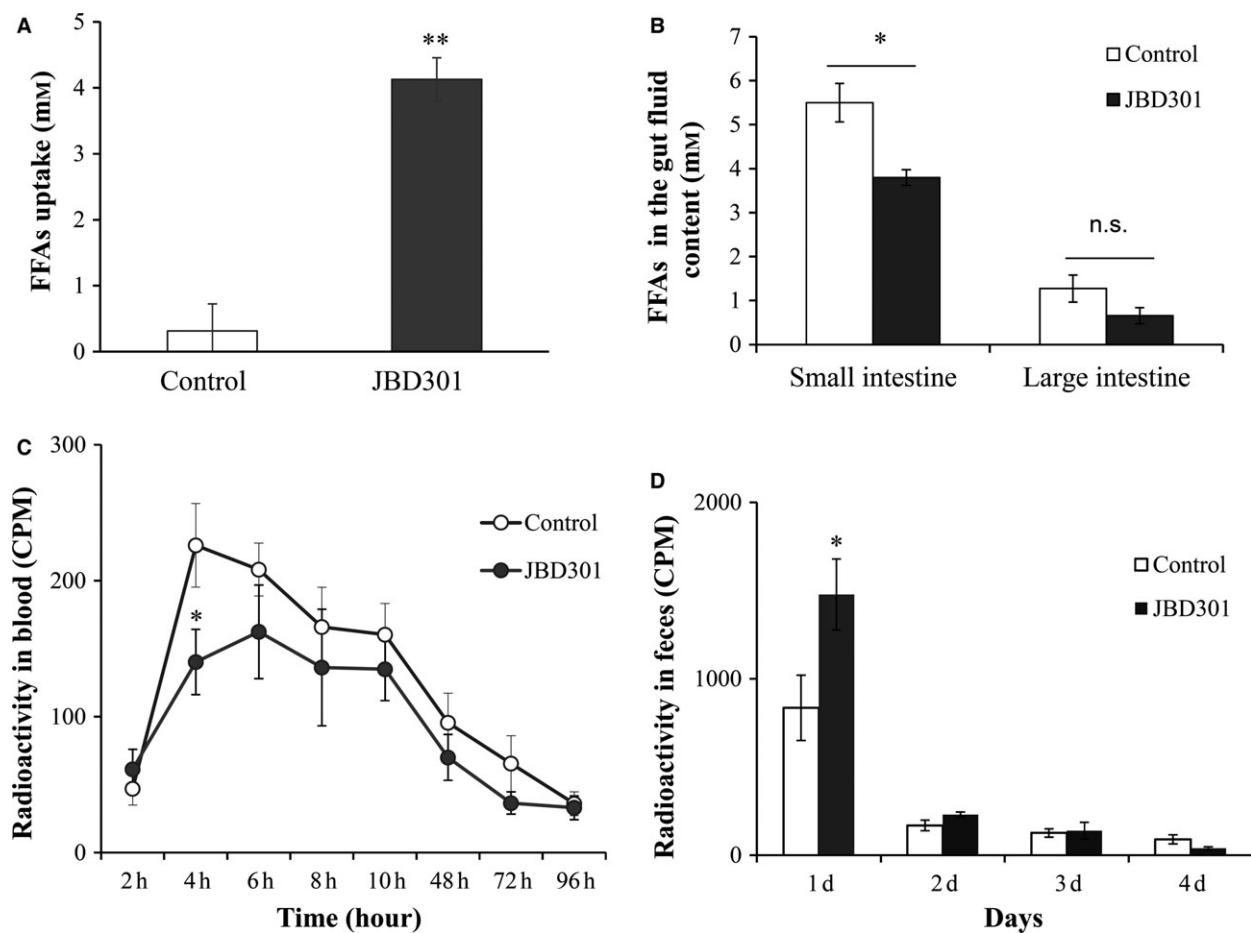 A
FFAs uptake (mM)
5
4
3
2
1
0
**
Control
JBD301
B
FFAs in the gut fluid
content (mM)
7
6
5
4
3
2
1
0
*
n.s.
Control
JBD301
Small intestine
Large intestine
C
Radioactivity in blood (CPM)
300
200
100
0
*
Control
JBD301
2 h 4 h 6 h 8 h 10 h 48 h 72 h 96 h
Time (hour)
D
Radioactivity in feces (CPM)
2000
1000
0
*
Control
JBD301
1 d 2 d 3 d 4 d
Days